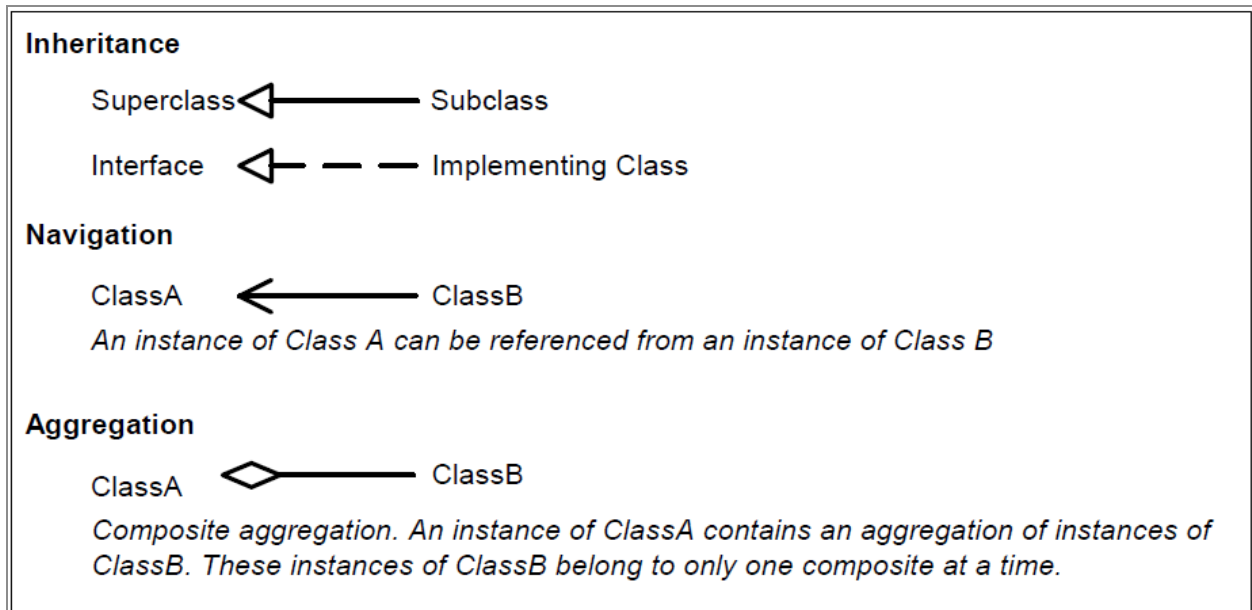 Inheritance
Superclass Subclass
Interface Implementing Class
Navigation
ClassA ClassB
An instance of Class A can be referenced from an instance of Class B
Aggregation
ClassA ClassB
Composite aggregation. An instance of ClassA contains an aggregation of instances of
ClassB. These instances of ClassB belong to only one composite at a time.